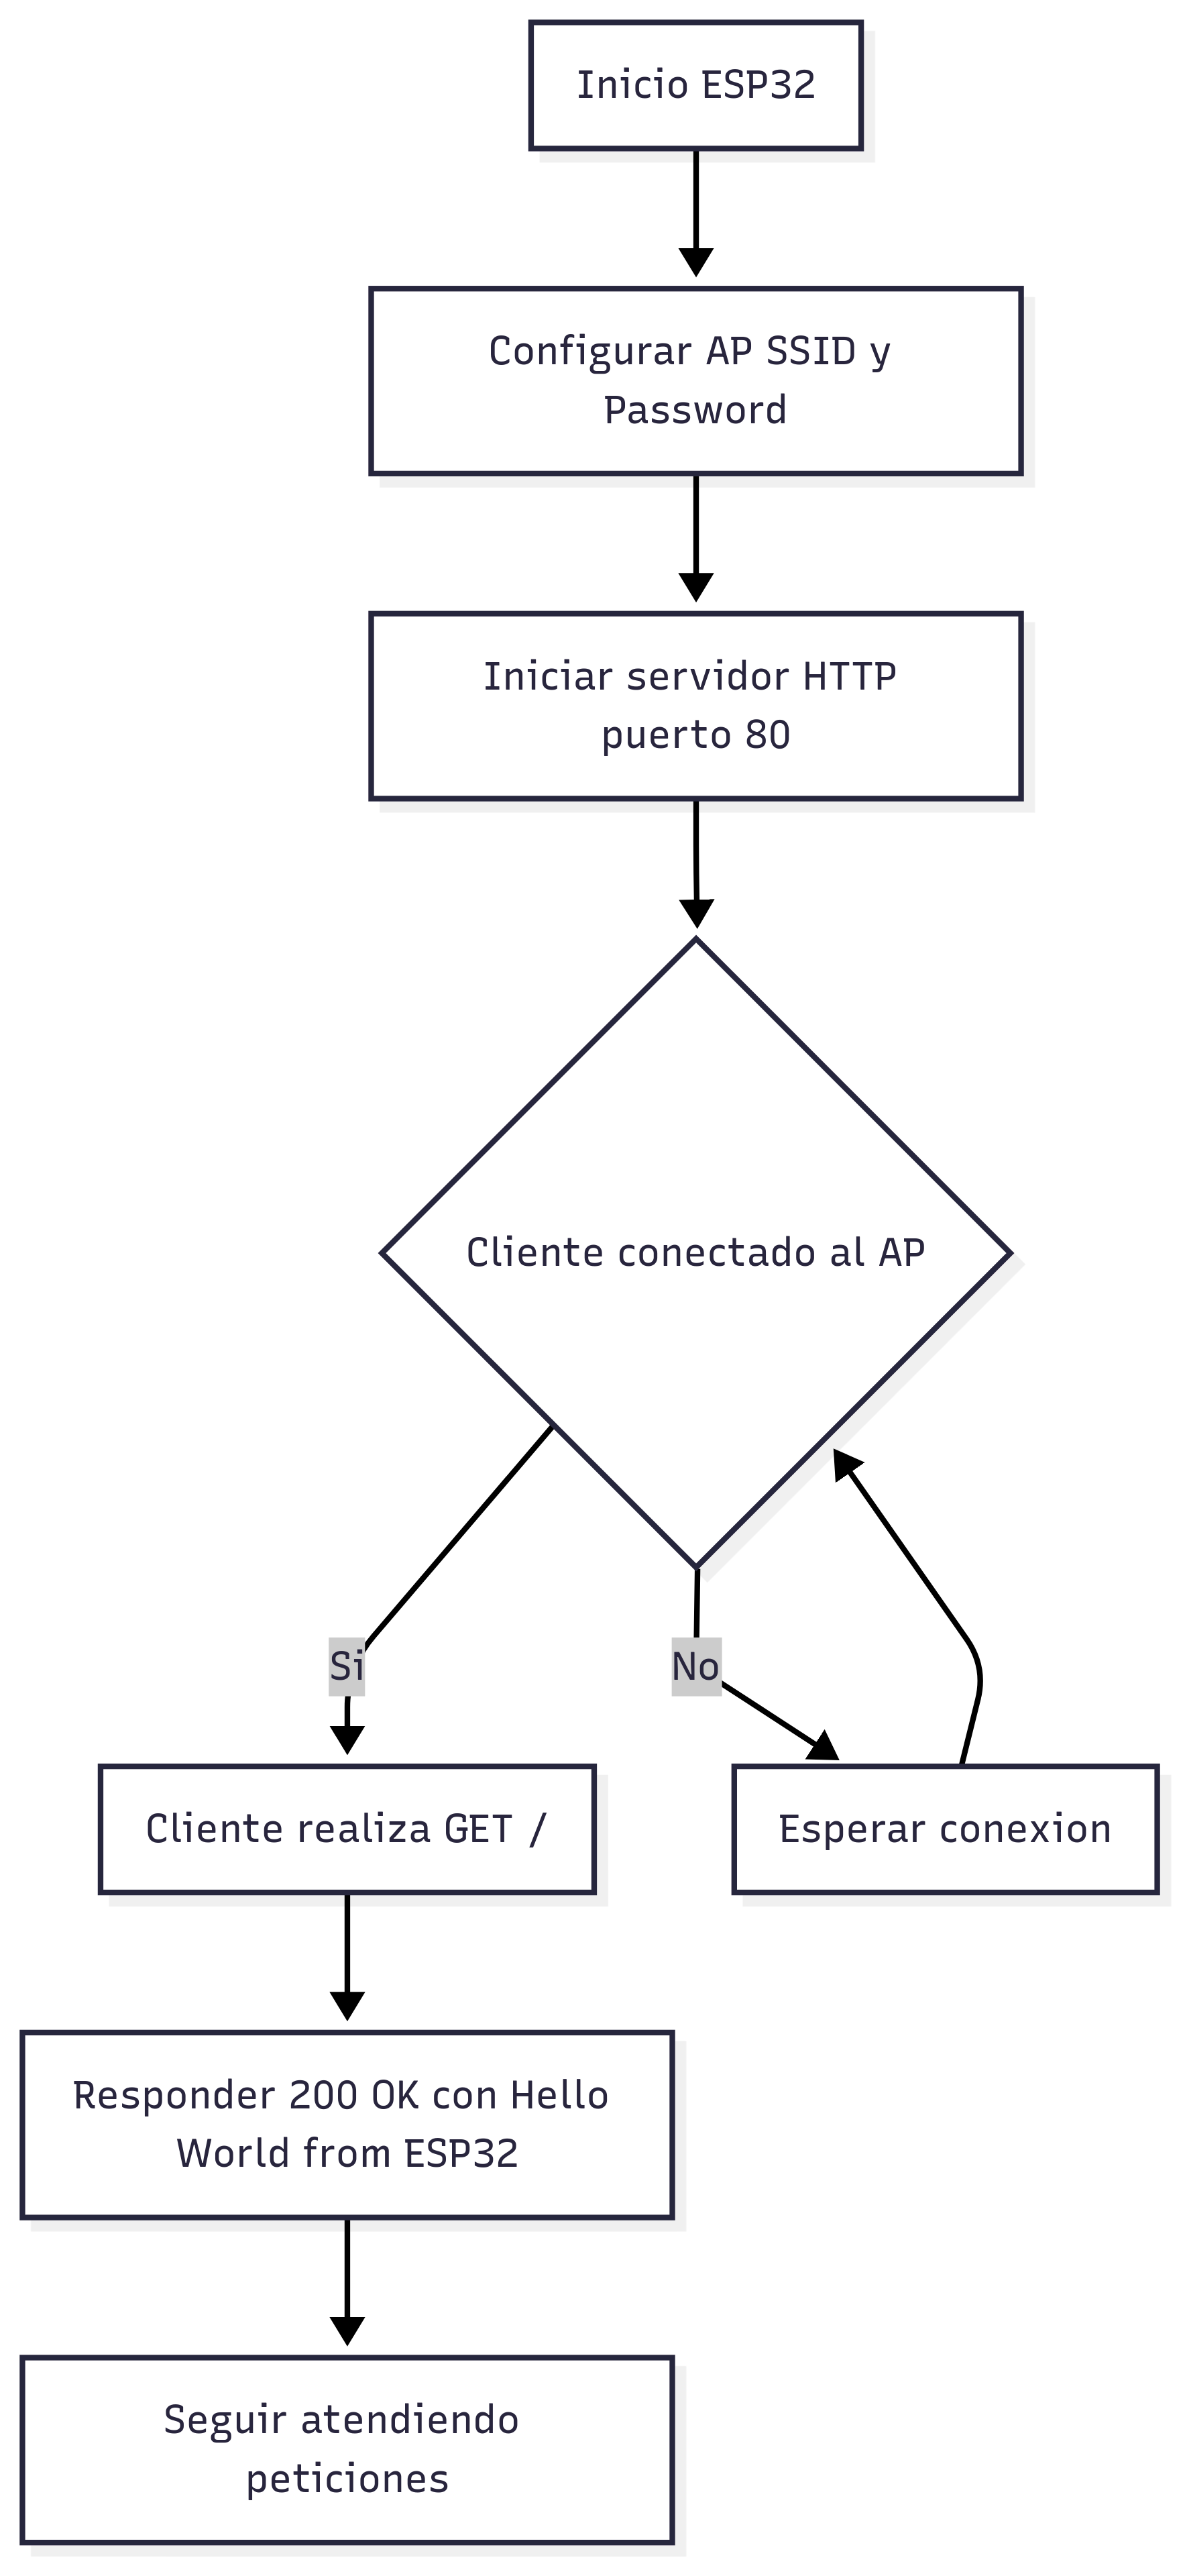 Inicio ESP32
Configurar AP SSID y
Password
Iniciar servidor HTTP
puerto 80
Cliente conectado al AP
Si
No
Cliente realiza GET /
Esperar conexion
Responder 200 OK con Hello
World from ESP32
Seguir atendiendo
peticiones